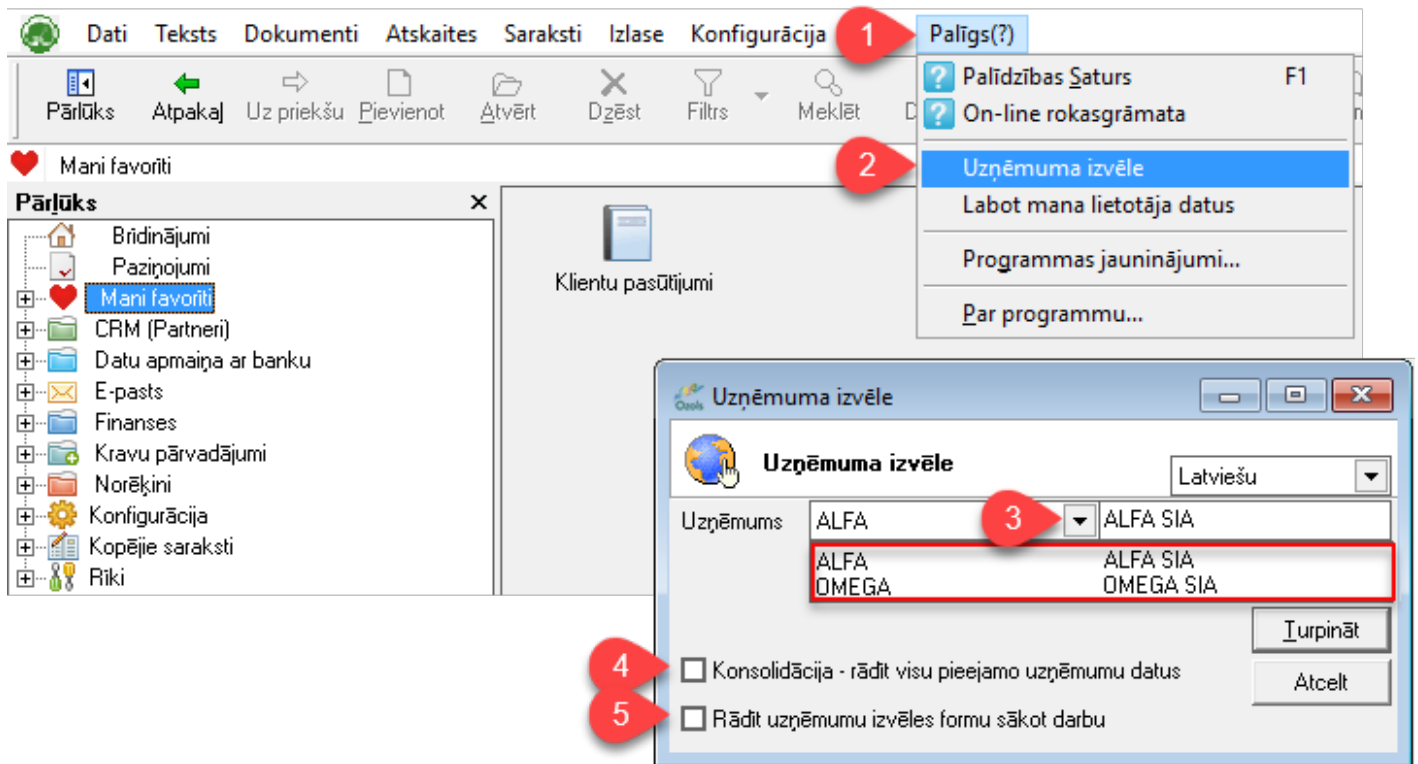 Dati Teksts Dokumenti Atskaites Saraksti Izlase Konfigurācija 1 Palīgs(?)
Pārlūks Atpakaļ Uz priekšu Pievienot Atvērt Dzēst Filtrs Meklēt
Palīdzības Saturs F1
On-line rokasgrāmata
2 Uzņēmuma izvēle
Labot mana lietotāja datus
Programmas jauninājumi...
Par programmu...
Mani favorīti
Pārļūks
Brīdinājumi
Paziņojumi
Mani favorīti
CRM (Partneri)
Datu apmaiņa ar banku
E-pasts
Finanses
Kravu pārvadājumi
Norēķini
Konfigurācija
Kopējie saraksti
Rīki
Klientu pasūtījumi
Ozols Uzņēmuma izvēle
Uzņēmuma izvēle Latviešu
Uzņēmums ALFA 3 ALFA SIA
ALFA ALFA SIA
OMEGA OMEGA SIA
Turpināt
4 Konsolidācija - rādīt visu pieejamo uzņēmumu datus
Atcelt
5 Rādīt uzņēmumu izvēles formu sākot darbu